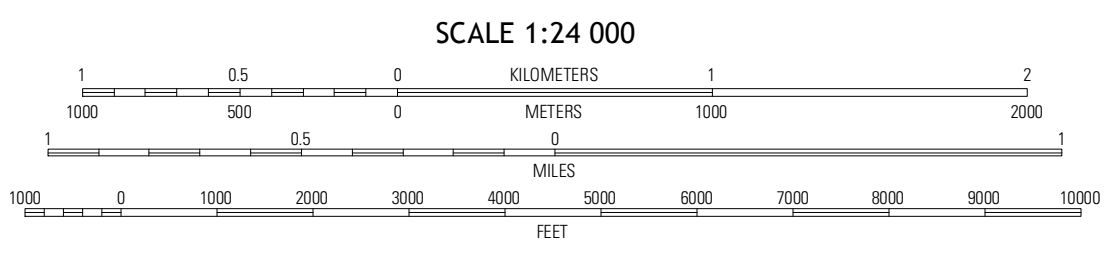 SCALE 1:24 000
1 0.5 0 KILOMETERS 1 2
1000 500 0 METERS 1000 2000
1 0.5 0 1
MILES
1000 0 1000 2000 3000 4000 5000 6000 7000 8000 9000 10000
FEET